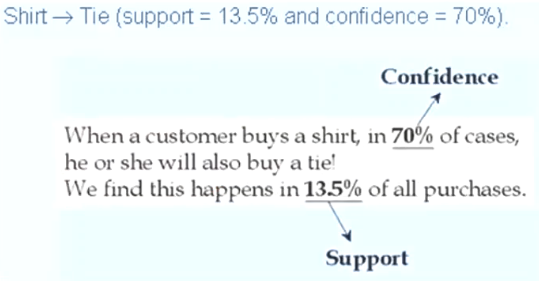 Shirt → Tie (support = 13.5% and confidence = 70%).
Confidence
When a customer buys a shirt, in 70% of cases,
he or she will also buy a tie!
We find this happens in 13.5% of all purchases.
Support